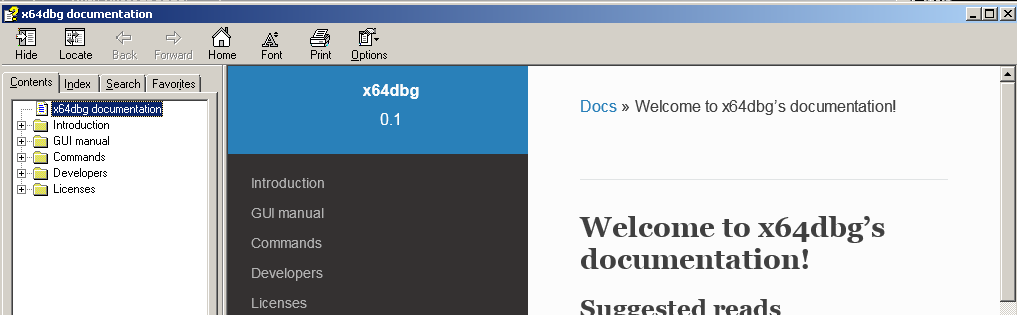 x64dbg documentation
Hide Locate Back Forward Home Font Print Options
Contents Index Search Favorites
x64dbg documentation
Introduction
GUI manual
Commands
Developers
Licenses
x64dbg
0.1
Introduction
GUI manual
Commands
Developers
Licenses
Docs » Welcome to x64dbg’s documentation!
Welcome to x64dbg’s
documentation!
Suggested reads